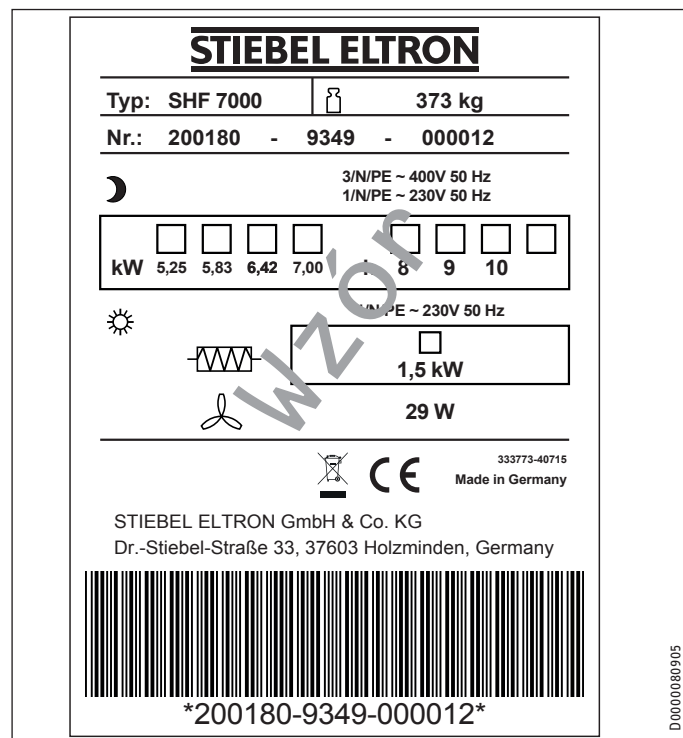 STIEBEL ELTRON
Typ: SHF 7000 373 kg
Nr.: 200180 - 9349 - 000012
3/N/PE ~ 400V 50 Hz
1/N/PE ~ 230V 50 Hz
kW 5,25 5,83 6,42 7,00 8 9 10
/N/PE ~ 230V 50 Hz
1,5 kW
29 W
Wzór
CE
333773-40715
Made in Germany
STIEBEL ELTRON GmbH & Co. KG
Dr.-Stiebel-Straße 33, 37603 Holzminden, Germany
*200180-9349-000012*
D0000080905